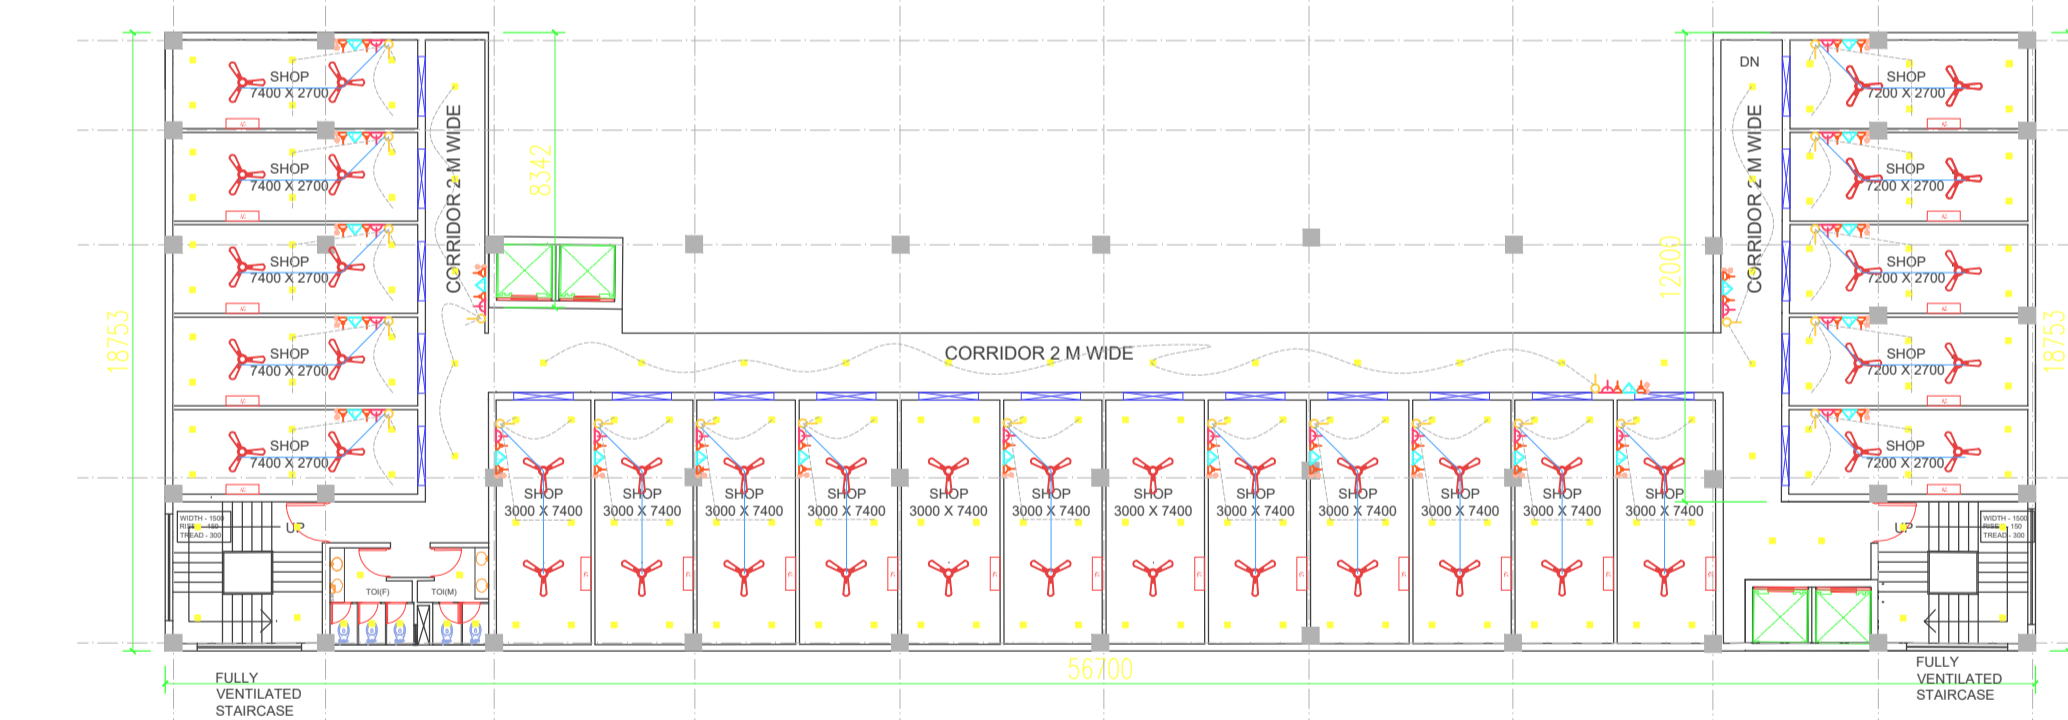 SHOP
7400 X 2700
SHOP
7400 X 2700
SHOP
7400 X 2700
SHOP
7400 X 2700
SHOP
7400 X 2700
CORRIDOR 2 M WIDE
8342
18753
CORRIDOR 2 M WIDE
DN
CORRIDOR 2 M WIDE
12000
SHOP
7200 X 2700
SHOP
7200 X 2700
SHOP
7200 X 2700
SHOP
7200 X 2700
SHOP
7200 X 2700
18753
SHOP
3000 X 7400
SHOP
3000 X 7400
SHOP
3000 X 7400
SHOP
3000 X 7400
SHOP
3000 X 7400
SHOP
3000 X 7400
SHOP
3000 X 7400
SHOP
3000 X 7400
SHOP
3000 X 7400
SHOP
3000 X 7400
SHOP
3000 X 7400
SHOP
3000 X 7400
WIDTH - 1500
RISE - 150
TREAD - 300
UP
TOI(F)
TOI(M)
UP
WIDTH - 1500
RISE - 150
TREAD - 300
56700
FULLY
VENTILATED
STAIRCASE
FULLY
VENTILATED
STAIRCASE